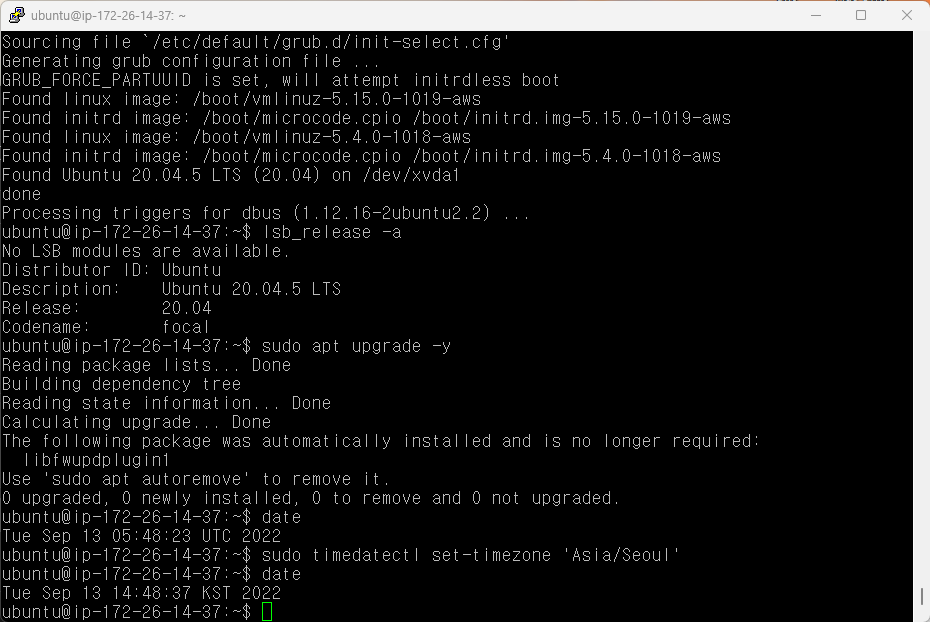 ubuntu@ip-172-26-14-37: ~
Sourcing file `/etc/default/grub.d/init-select.cfg'
Generating grub configuration file ...
GRUB_FORCE_PARTUUID is set, will attempt initrdless boot
Found linux image: /boot/vmlinuz-5.15.0-1019-aws
Found initrd image: /boot/microcode.cpio /boot/initrd.img-5.15.0-1019-aws
Found linux image: /boot/vmlinuz-5.4.0-1018-aws
Found initrd image: /boot/microcode.cpio /boot/initrd.img-5.4.0-1018-aws
Found Ubuntu 20.04.5 LTS (20.04) on /dev/xvda1
done
Processing triggers for dbus (1.12.16-2ubuntu2.2) ...
ubuntu@ip-172-26-14-37:~$ lsb_release -a
No LSB modules are available.
Distributor ID: Ubuntu
Description:    Ubuntu 20.04.5 LTS
Release:        20.04
Codename:       focal
ubuntu@ip-172-26-14-37:~$ sudo apt upgrade -y
Reading package lists... Done
Building dependency tree
Reading state information... Done
Calculating upgrade... Done
The following package was automatically installed and is no longer required:
  libfwupdplugin1
Use 'sudo apt autoremove' to remove it.
0 upgraded, 0 newly installed, 0 to remove and 0 not upgraded.
ubuntu@ip-172-26-14-37:~$ date
Tue Sep 13 05:48:23 UTC 2022
ubuntu@ip-172-26-14-37:~$ sudo timedatectl set-timezone 'Asia/Seoul'
ubuntu@ip-172-26-14-37:~$ date
Tue Sep 13 14:48:37 KST 2022
ubuntu@ip-172-26-14-37:~$